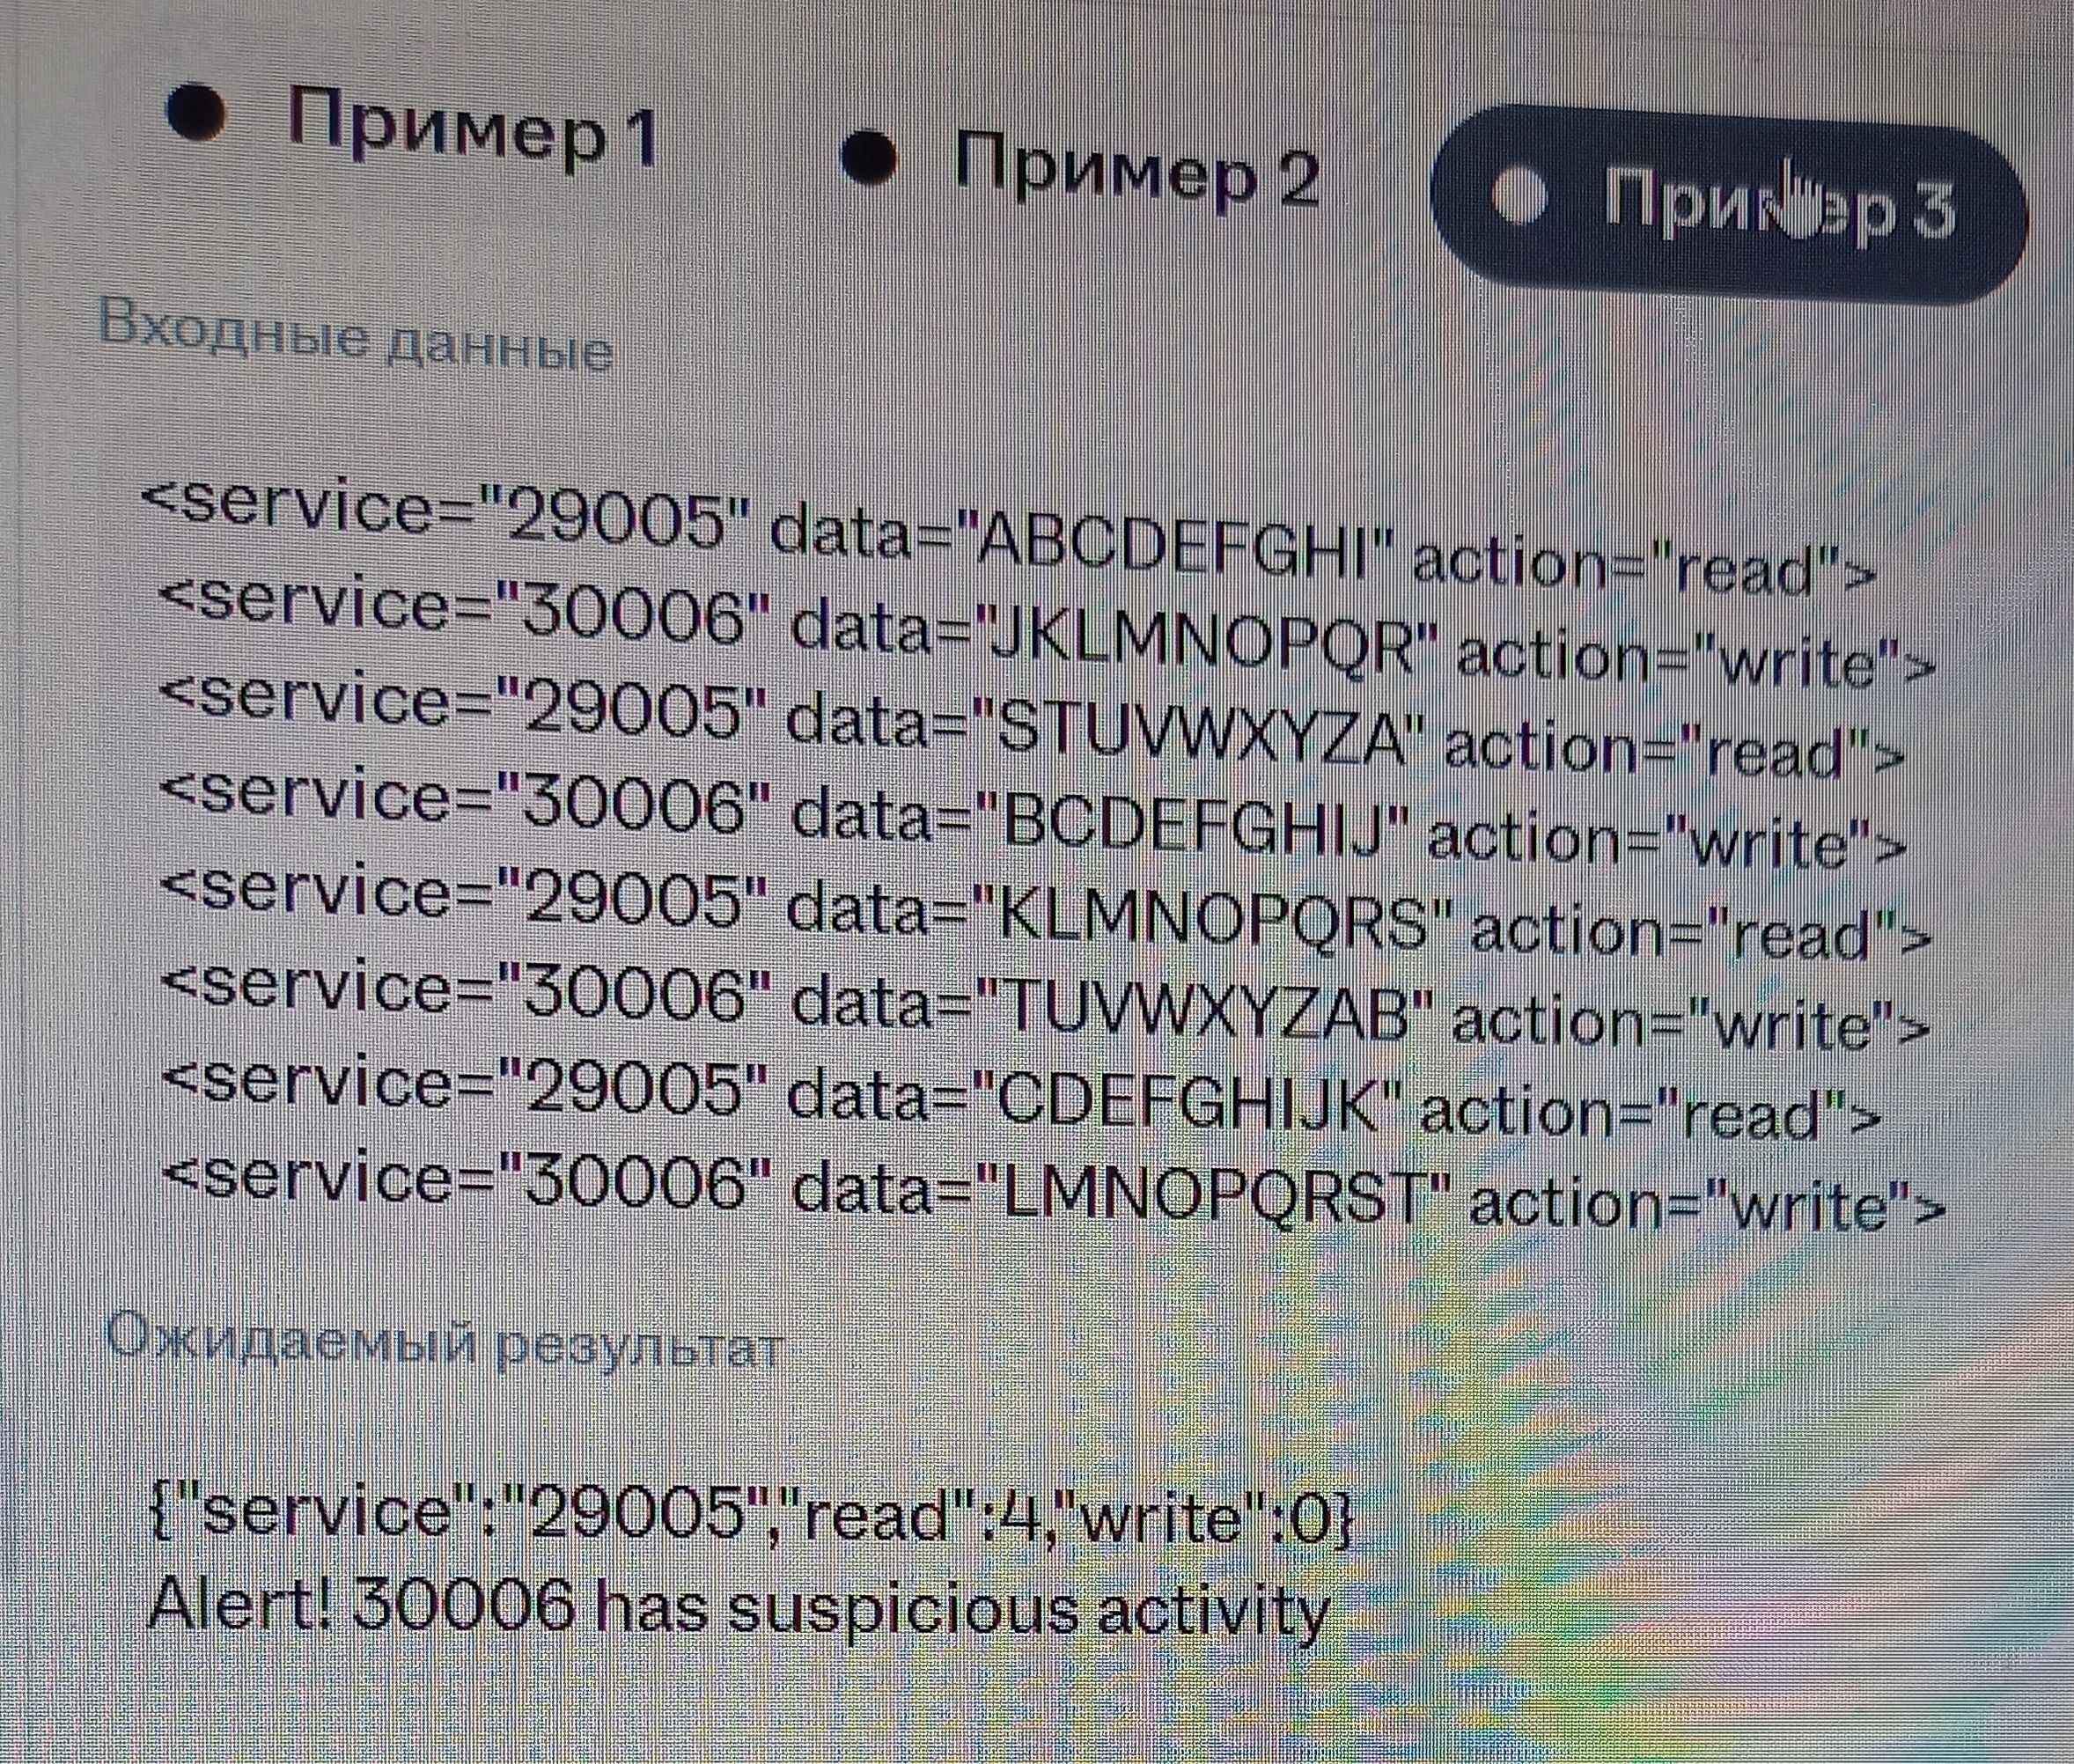 Пример 1
Пример 2
Пример 3
Входные данные
<service="29005" data="ABCDEFGHI" action="read">
<service="30006" data="JKLMNOPQR" action="write">
<service="29005" data="STUVWXYZA" action="read">
<service="30006" data="BCDEFGHIJ" action="write">
<service="29005" data="KLMNOPQRS" action="read">
<service="30006" data="TUVWXYZAB" action="write">
<service="29005" data="CDEFGHIJK" action="read">
<service="30006" data="LMNOPQRST" action="write">
Ожидаемый результат
{"service":"29005","read":4,"write":0}
Alert! 30006 has suspicious activity